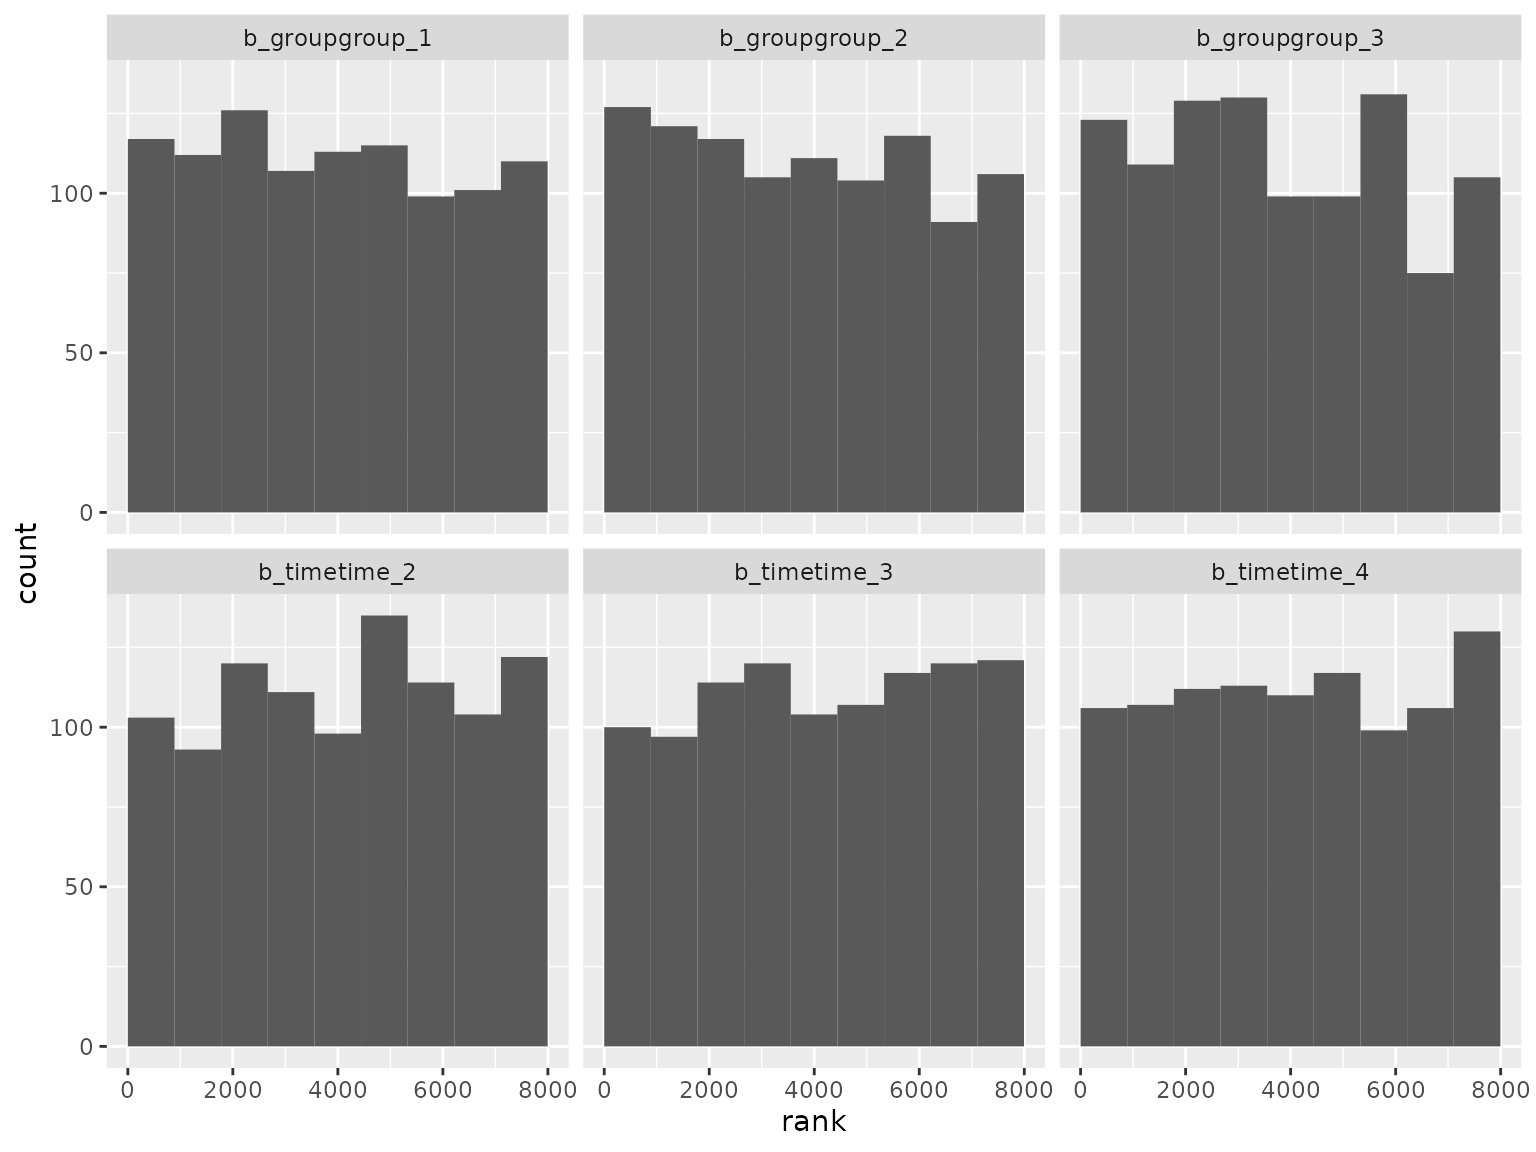 b_groupgroup_1 b_groupgroup_2 b_groupgroup_3
100
50
0
count
b_timetime_2 b_timetime_3 b_timetime_4
100
50
0
0 2000 4000 6000 8000 0 2000 4000 6000 8000 0 2000 4000 6000 8000
rank